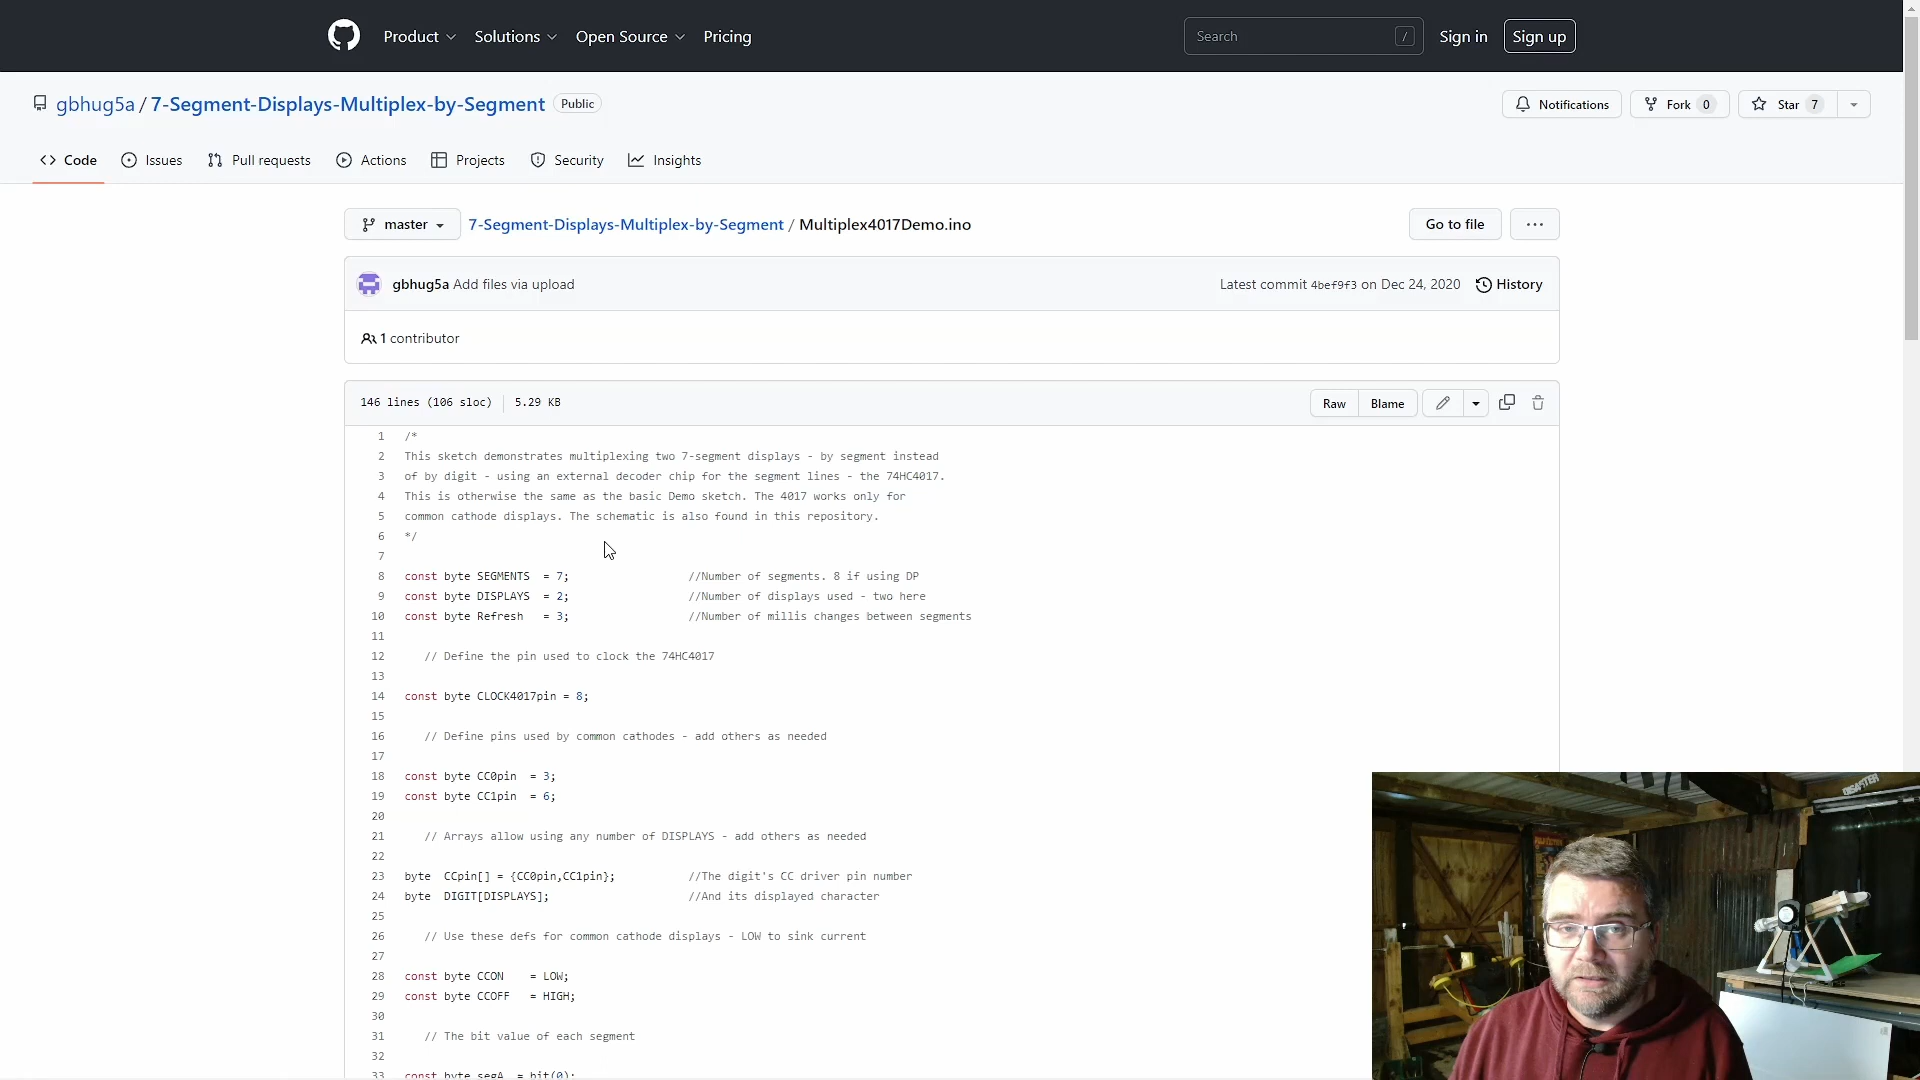 Product Solutions Open Source Pricing Search / Sign in Sign up
gbhug5a / 7-Segment-Displays-Multiplex-by-Segment Public Notifications Fork 0 Star 7
Code Issues Pull requests Actions Projects Security Insights
master 7-Segment-Displays-Multiplex-by-Segment / Multiplex4017Demo.ino Go to file ...
gbhug5a Add files via upload Latest commit 4bef9f3 on Dec 24, 2020 History
1 contributor
146 lines (106 sloc) 5.29 KB Raw Blame
1 /*
2 This sketch demonstrates multiplexing two 7-segment displays - by segment instead
3 of by digit - using an external decoder chip for the segment lines - the 74HC4017.
4 This is otherwise the same as the basic Demo sketch. The 4017 works only for
5 common cathode displays. The schematic is also found in this repository.
6 */
7
8 const byte SEGMENTS = 7; //Number of segments. 8 if using DP
9 const byte DISPLAYS = 2; //Number of displays used - two here
10 const byte Refresh = 3; //Number of millis changes between segments
11
12 // Define the pin used to clock the 74HC4017
13
14 const byte CLOCK4017pin = 8;
15
16 // Define pins used by common cathodes - add others as needed
17
18 const byte CC0pin = 3;
19 const byte CC1pin = 6;
20
21 // Arrays allow using any number of DISPLAYS - add others as needed
22
23 byte CCpin[] = {CC0pin,CC1pin}; //The digit's CC driver pin number
24 byte DIGIT[DISPLAYS]; //And its displayed character
25
26 // Use these defs for common cathode displays - LOW to sink current
27
28 const byte CCON = LOW;
29 const byte CCOFF = HIGH;
30
31 // The bit value of each segment
32
33 const byte segA = bit(0);
DISASTER